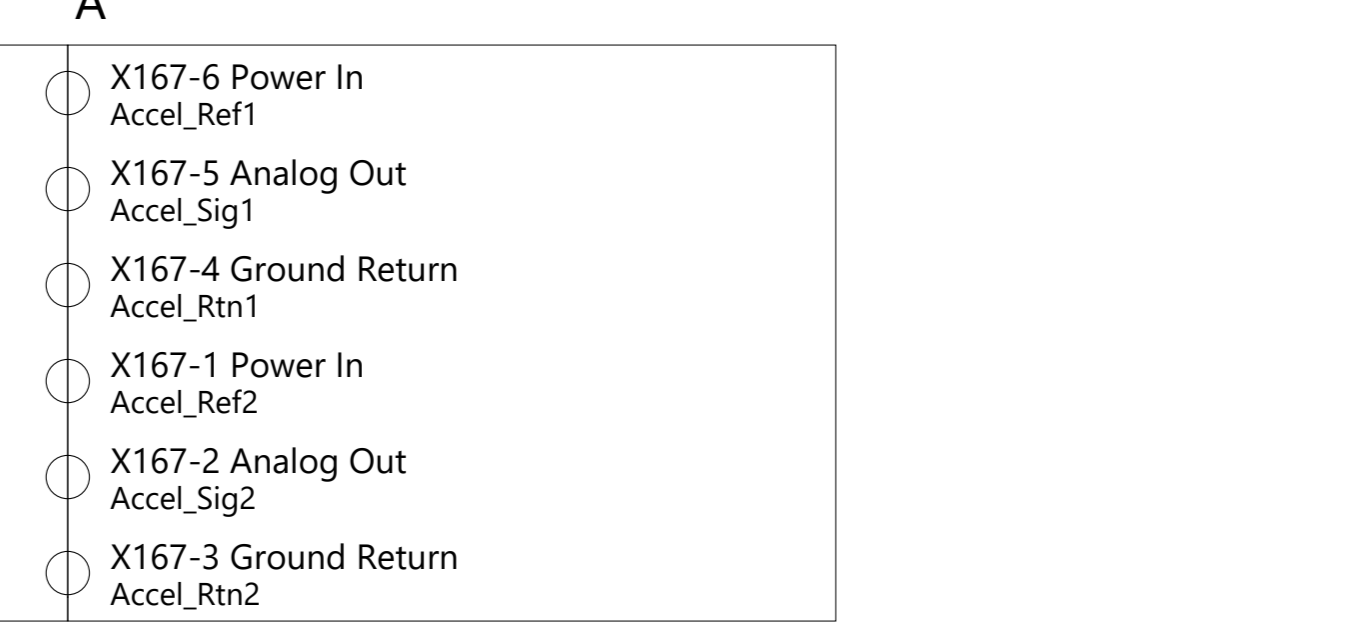 A
X167-6 Power In
Accel_Ref1
X167-5 Analog Out
Accel_Sig1
X167-4 Ground Return
Accel_Rtn1
X167-1 Power In
Accel_Ref2
X167-2 Analog Out
Accel_Sig2
X167-3 Ground Return
Accel_Rtn2